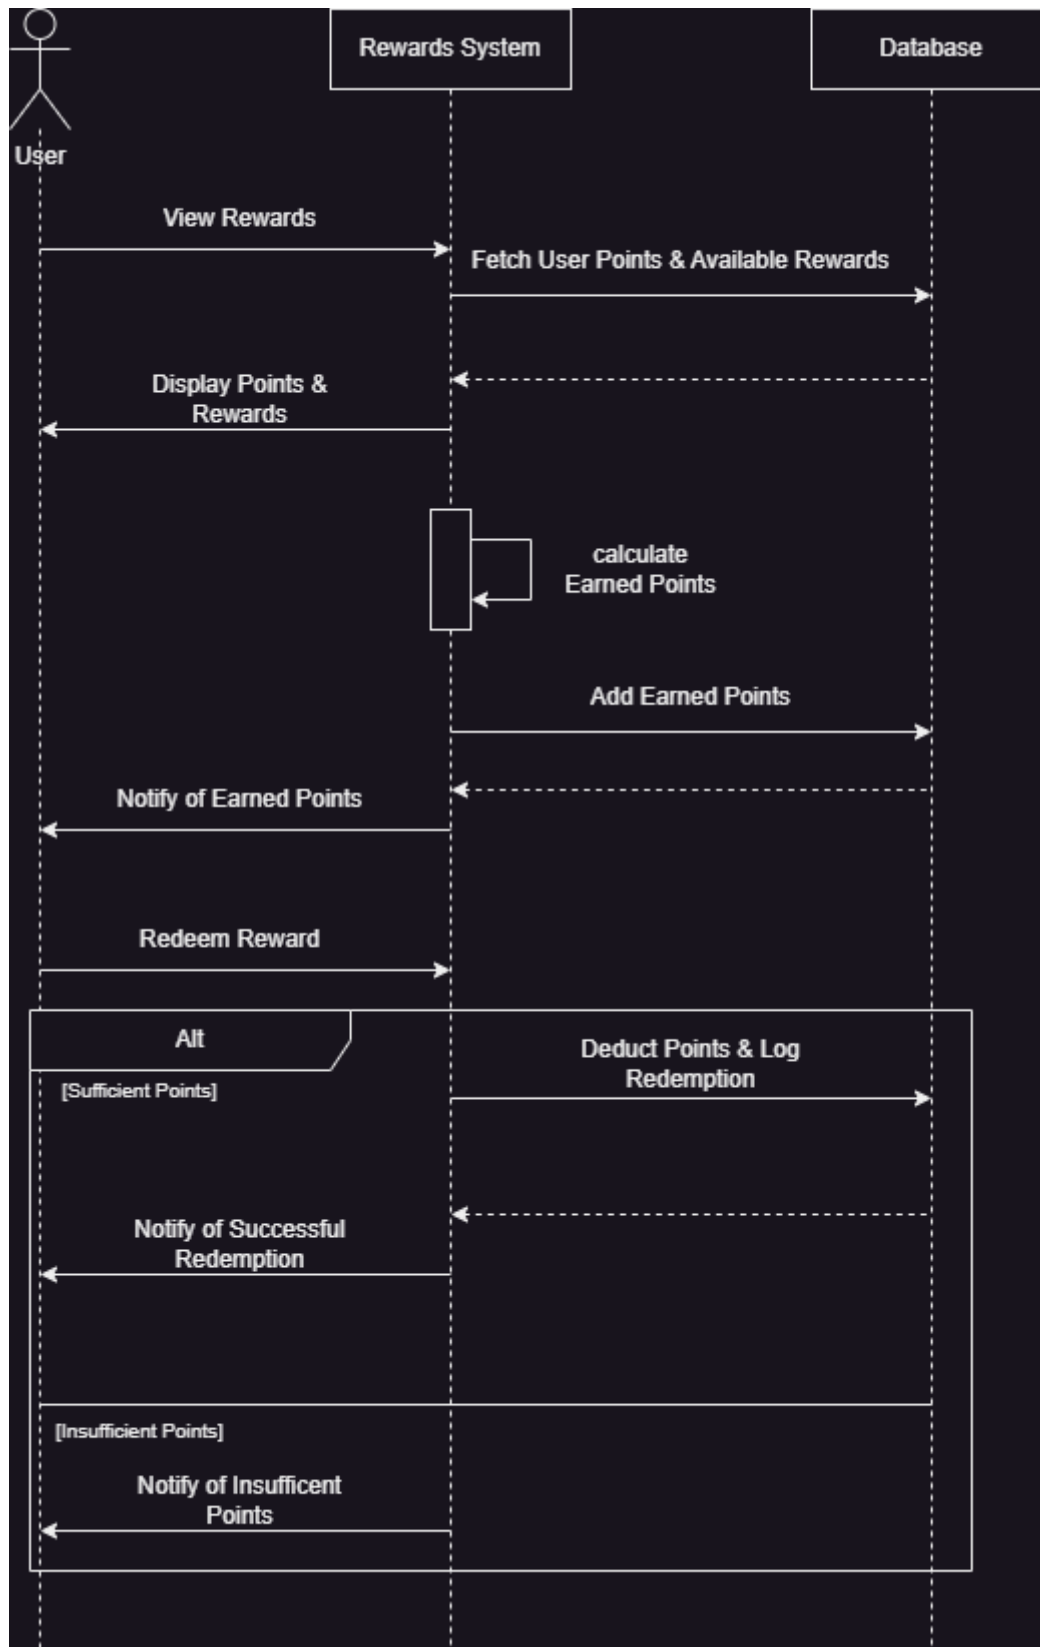 Rewards System
Database
User
View Rewards
Fetch User Points & Available Rewards
Display Points &
Rewards
calculate
Earned Points
Add Earned Points
Notify of Earned Points
Redeem Reward
Alt
Deduct Points & Log
Redemption
[Sufficient Points]
Notify of Successful
Redemption
[Insufficient Points]
Notify of Insufficent
Points